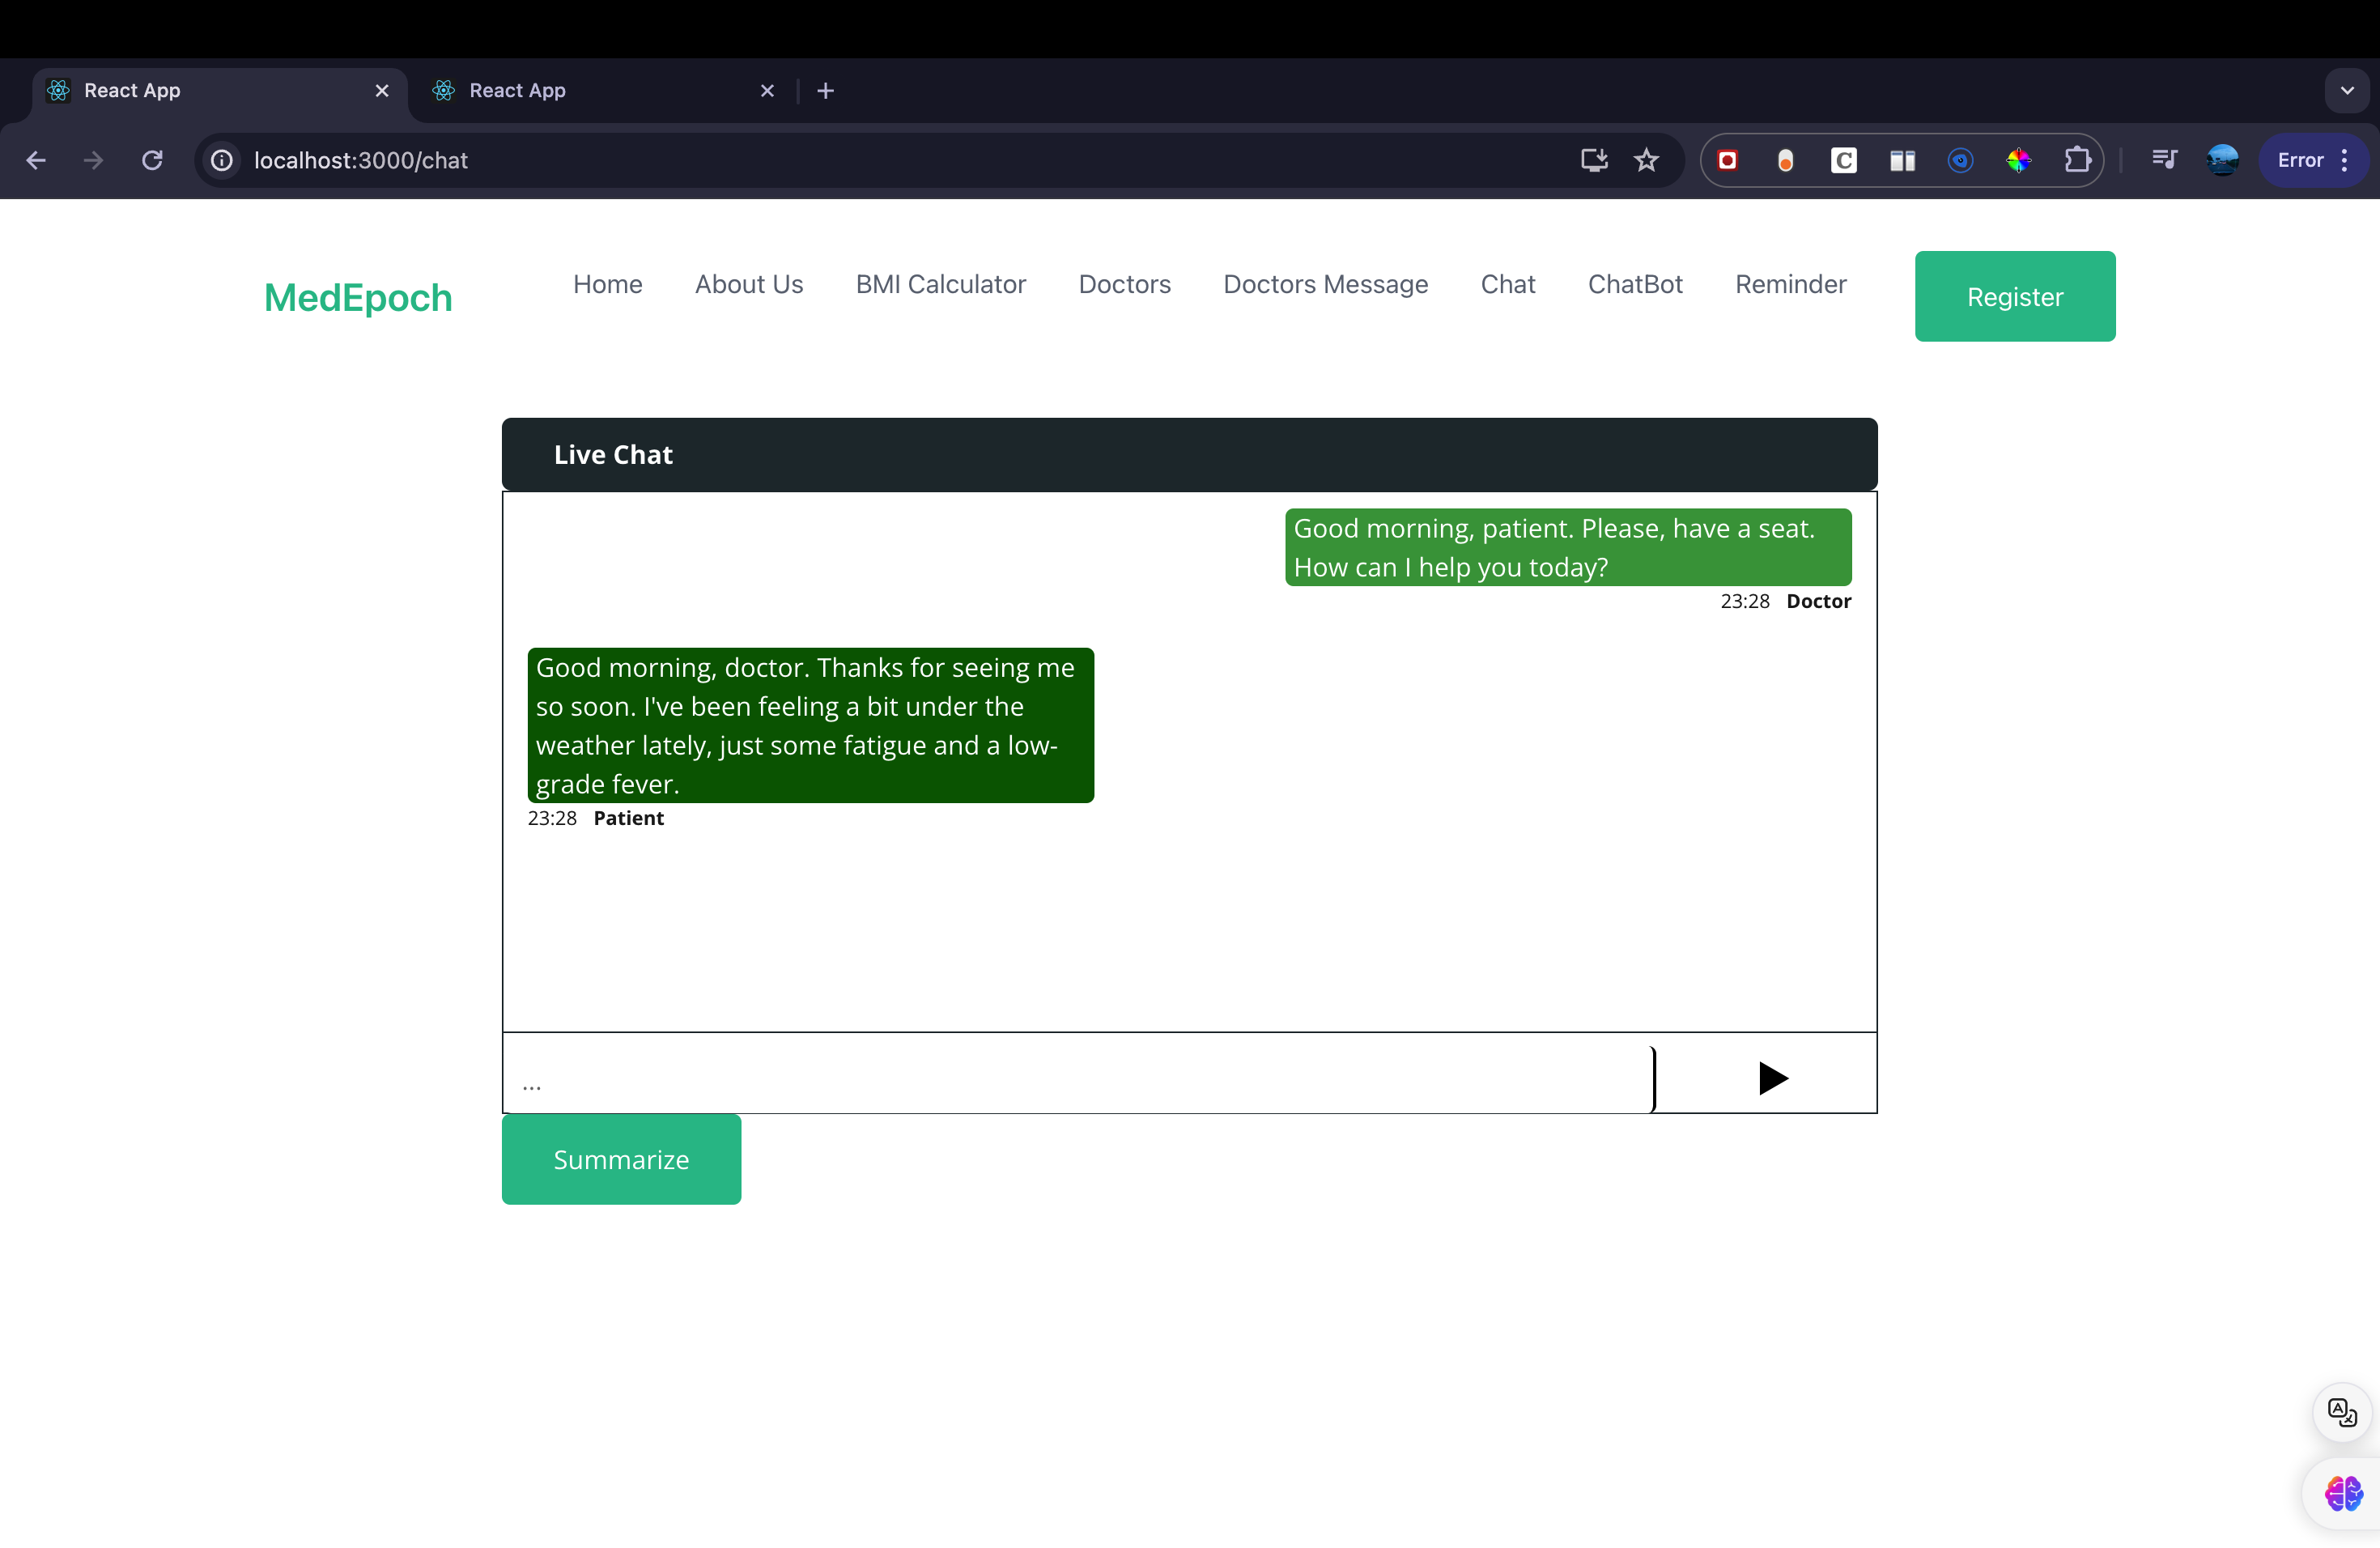 React App
React App
localhost:3000/chat
C
Error
MedEpoch
Home
About Us
BMI Calculator
Doctors
Doctors Message
Chat
ChatBot
Reminder
Register
Live Chat
Good morning, patient. Please, have a seat.
How can I help you today?
23:28 Doctor
Good morning, doctor. Thanks for seeing me
so soon. I've been feeling a bit under the
weather lately, just some fatigue and a low-
grade fever.
23:28 Patient
...
Summarize